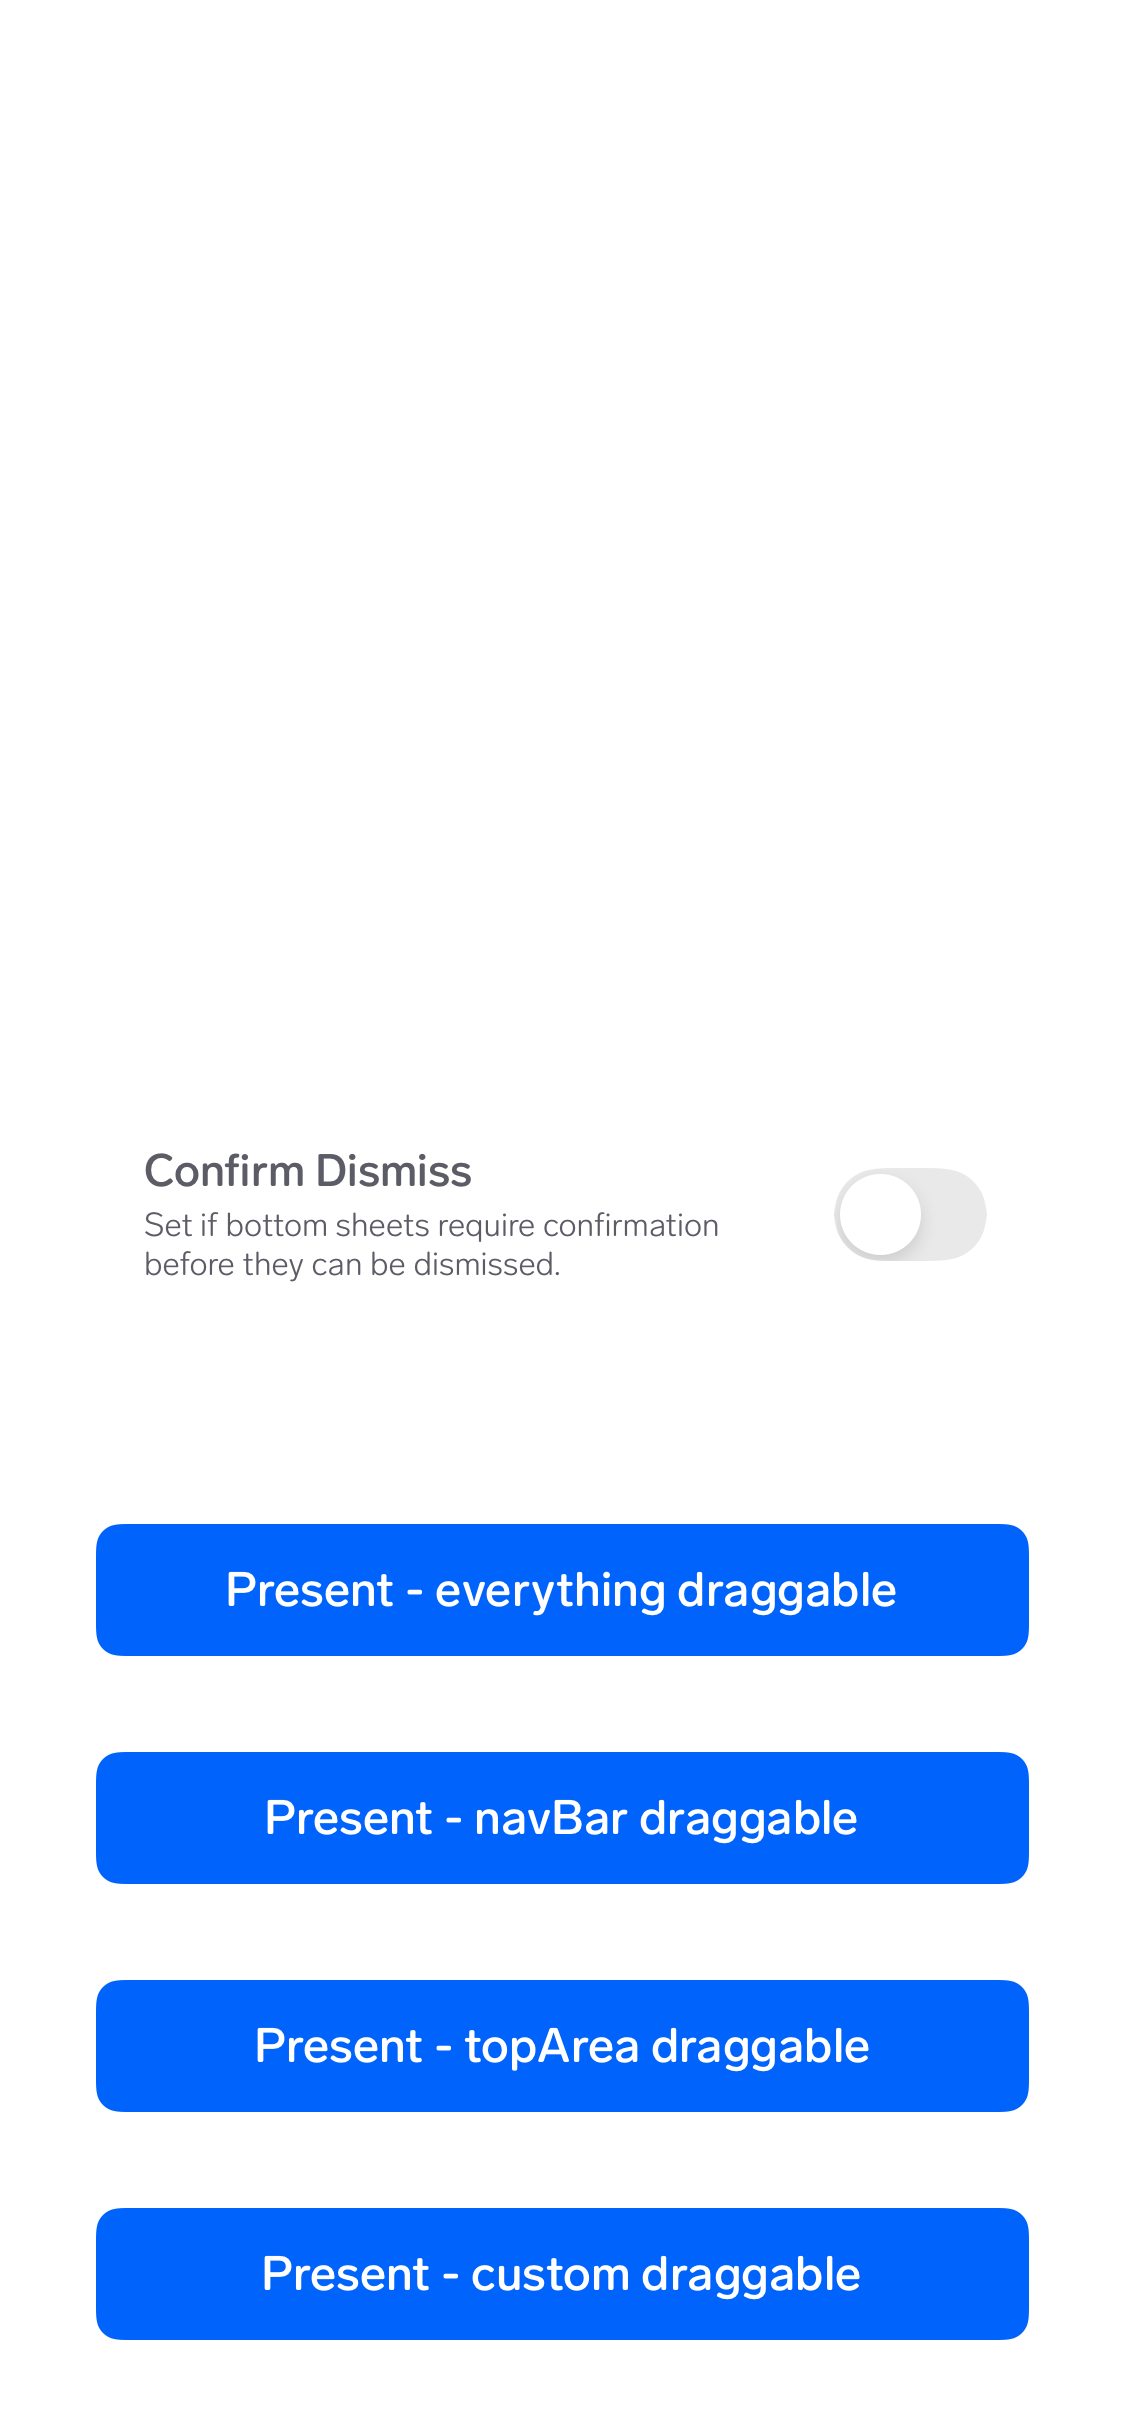 Confirm Dismiss
Set if bottom sheets require confirmation
before they can be dismissed.
Present - everything draggable
Present - navBar draggable
Present - topArea draggable
Present - custom draggable